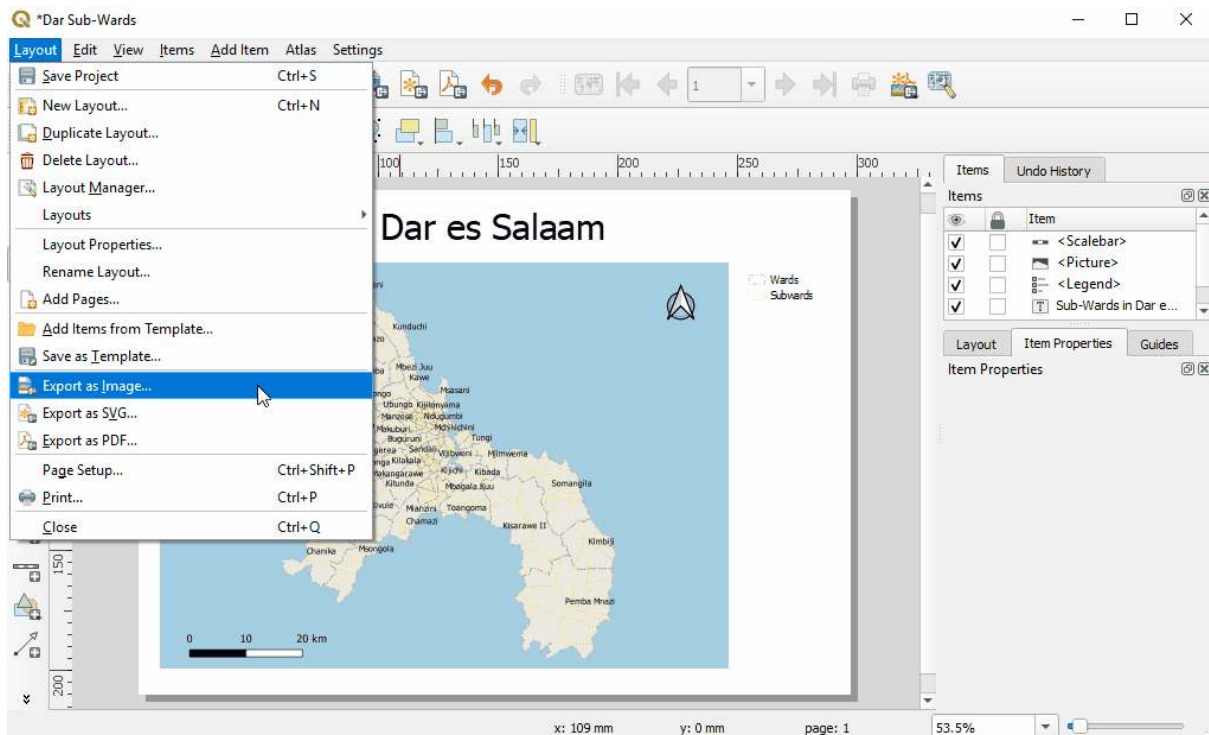 *Dar Sub-Wards
Layout Edit View Items Add Item Atlas Settings
Save Project Ctrl+S
New Layout... Ctrl+N
Duplicate Layout...
Delete Layout...
Layout Manager...
Layouts
Layout Properties...
Rename Layout...
Add Pages...
Add Items from Template...
Save as Template...
Export as Image...
Export as SVG...
Export as PDF...
Page Setup... Ctrl+Shift+P
Print... Ctrl+P
Close Ctrl+Q
1
100 150 200 250 300
150
200
Dar es Salaam
Wards
Subwards
Kunduchi
Mbezi Juu
Kawe
Msasani
Ubungo Kijitonyama
Manzese Ndugumbi
Makuburi
Buguruni
Tungi
Sandali Vijibweni Mjimwema
Kilakala
Makangarawe Kijichi Kibada
Kitunda Mbagala Kuu Somangila
Mianzini Toangoma
Chamazi
Kisarawe II
Kimbiji
Chanika Msongola
Pemba Mnazi
0 10 20 km
Items Undo History
Items
Item
<Scalebar>
<Picture>
<Legend>
Sub-Wards in Dar e...
Layout Item Properties Guides
Item Properties
x: 109 mm y: 0 mm page: 1 53.5%